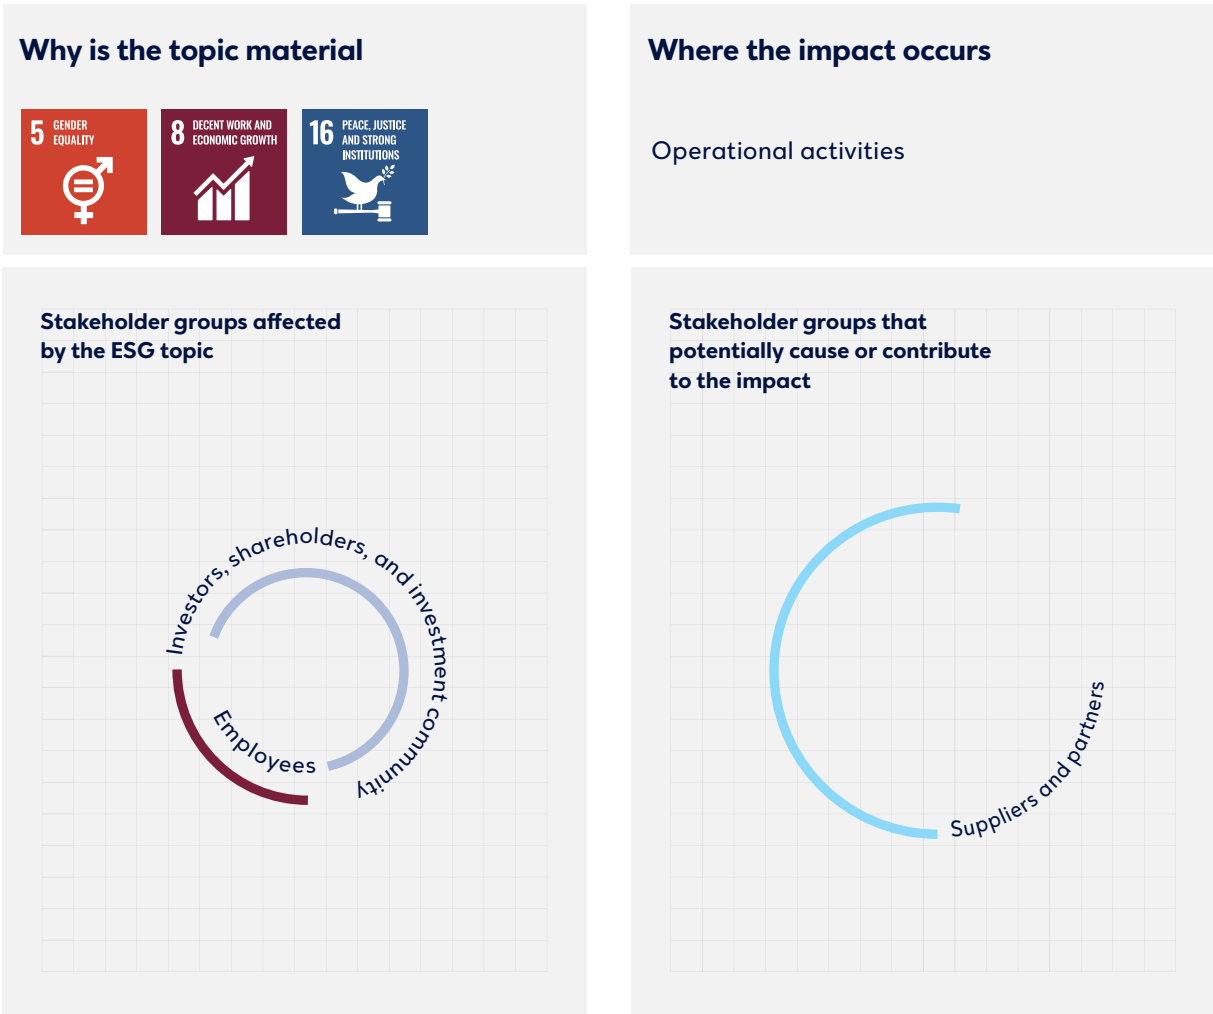 Why is the topic material
5 GENDER
EQUALITY
8 DECENT WORK AND
ECONOMIC GROWTH
16 PEACE, JUSTICE
AND STRONG
INSTITUTIONS
Where the impact occurs
Operational activities
Stakeholder groups affected
by the ESG topic
Investors, shareholders, and investment community
Employees
Stakeholder groups that
potentially cause or contribute
to the impact
Suppliers and partners